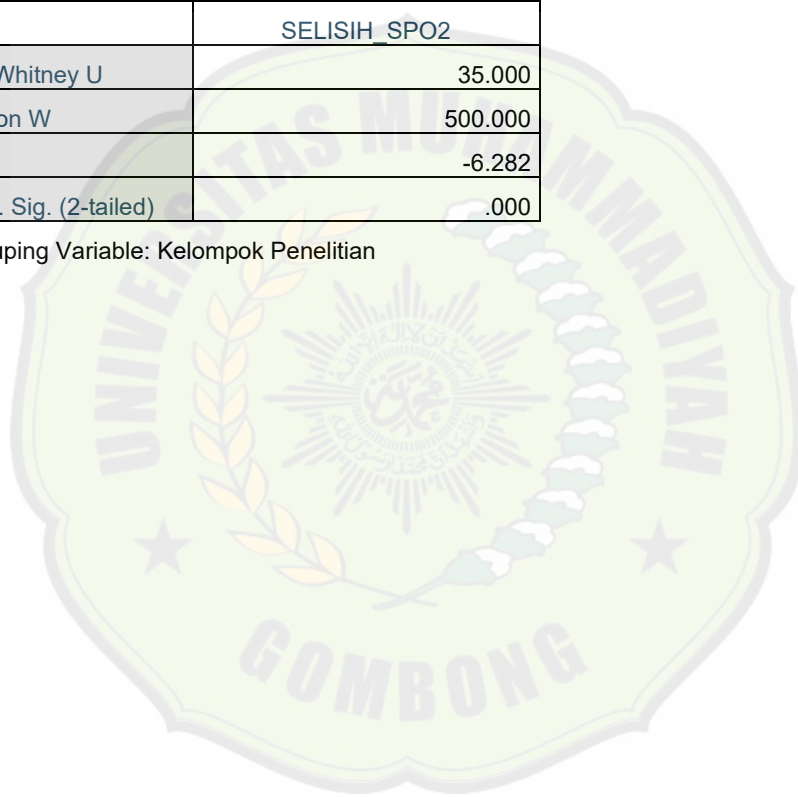 SELISIH_SPO2
Whitney U 35.000
on W 500.000
-6.282
. Sig. (2-tailed) .000
uping Variable: Kelompok Penelitian
UNIVERSITAS MUHAMMADIYAH
GOMBONG